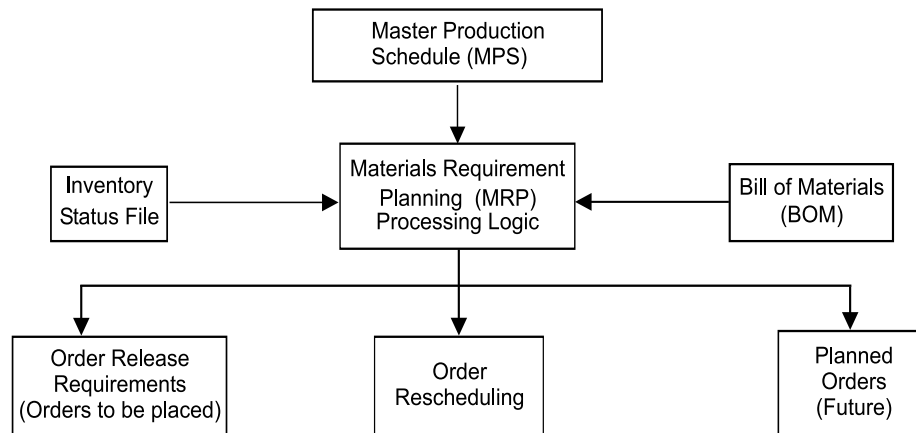 Master Production
Schedule (MPS)
Materials Requirement
Planning (MRP)
Processing Logic
Inventory
Status File
Bill of Materials
(BOM)
Order Release
Requirements
(Orders to be placed)
Order
Rescheduling
Planned
Orders
(Future)